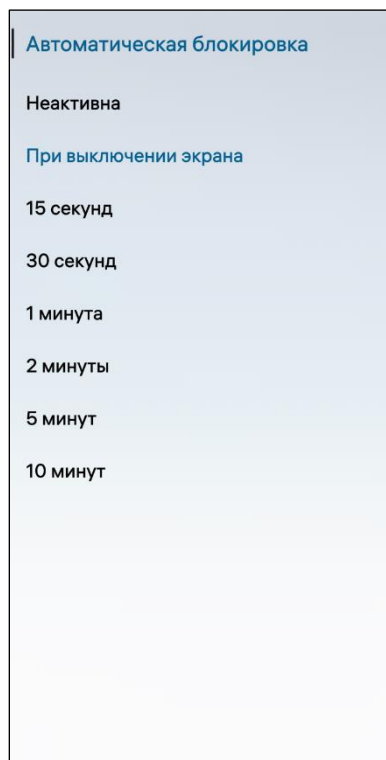 Автоматическая блокировка
Неактивна
При выключении экрана
15 секунд
30 секунд
1 минута
2 минуты
5 минут
10 минут